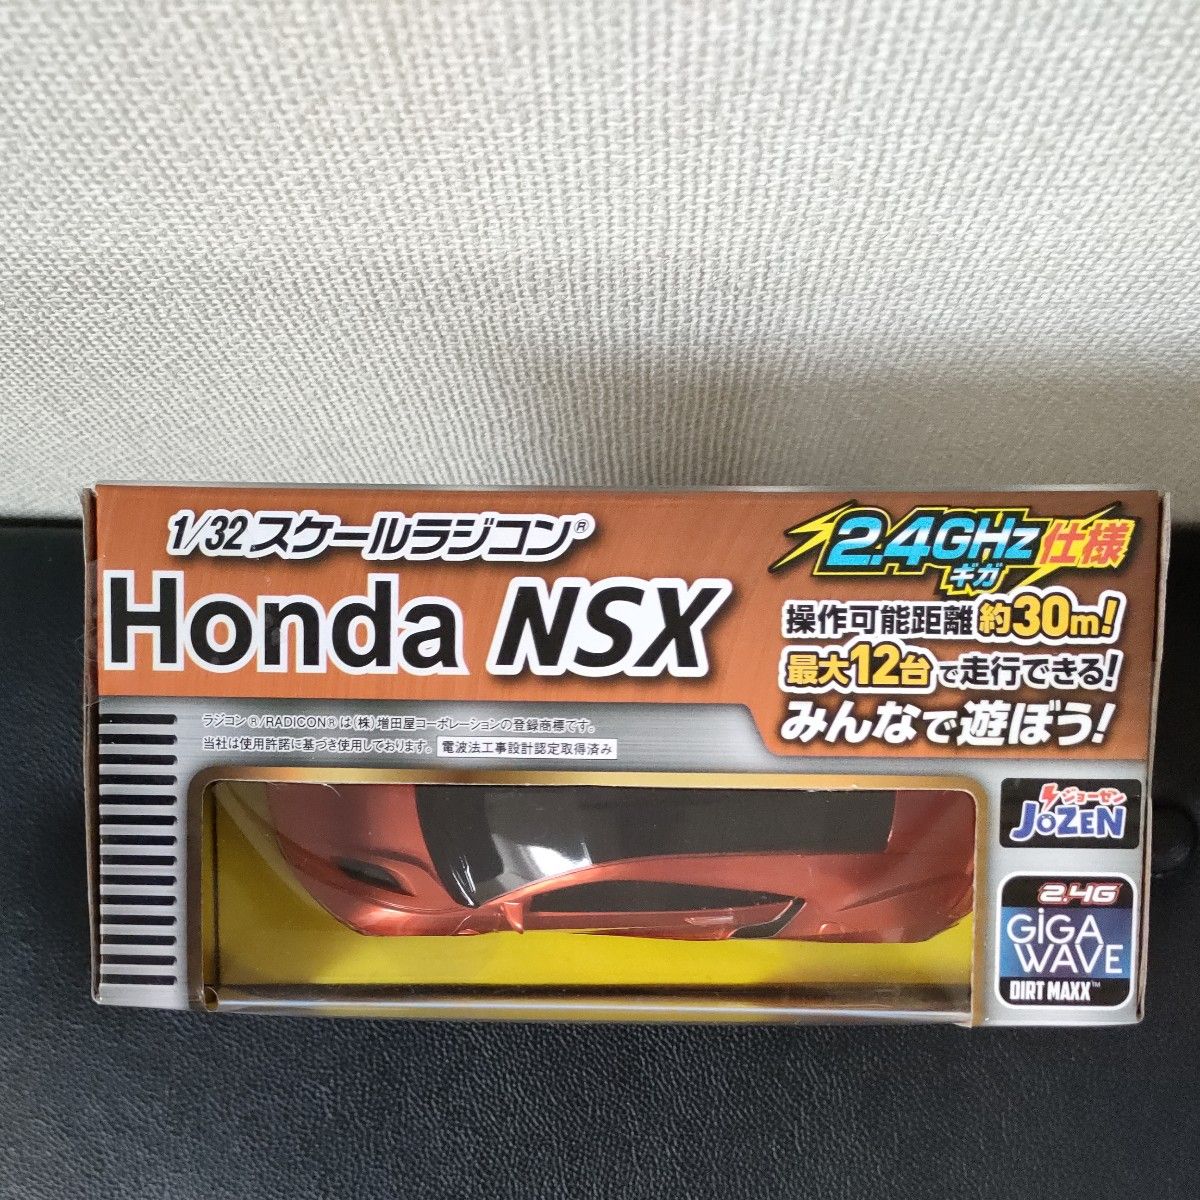 1/32スケールラジコン®
Honda NSX
2.4GHz仕様
ギガ
操作可能距離約30m!
最大12台で走行できる!
みんなで遊ぼう!
ラジコン®/RADICON®は(株)増田屋コーポレーションの登録商標です。
当社は使用許諾に基づき使用しております。 電波法工事設計認定取得済み
ジョーゼン
JOZEN
2.4G
GiGA
WAVE
DIRT MAXX™